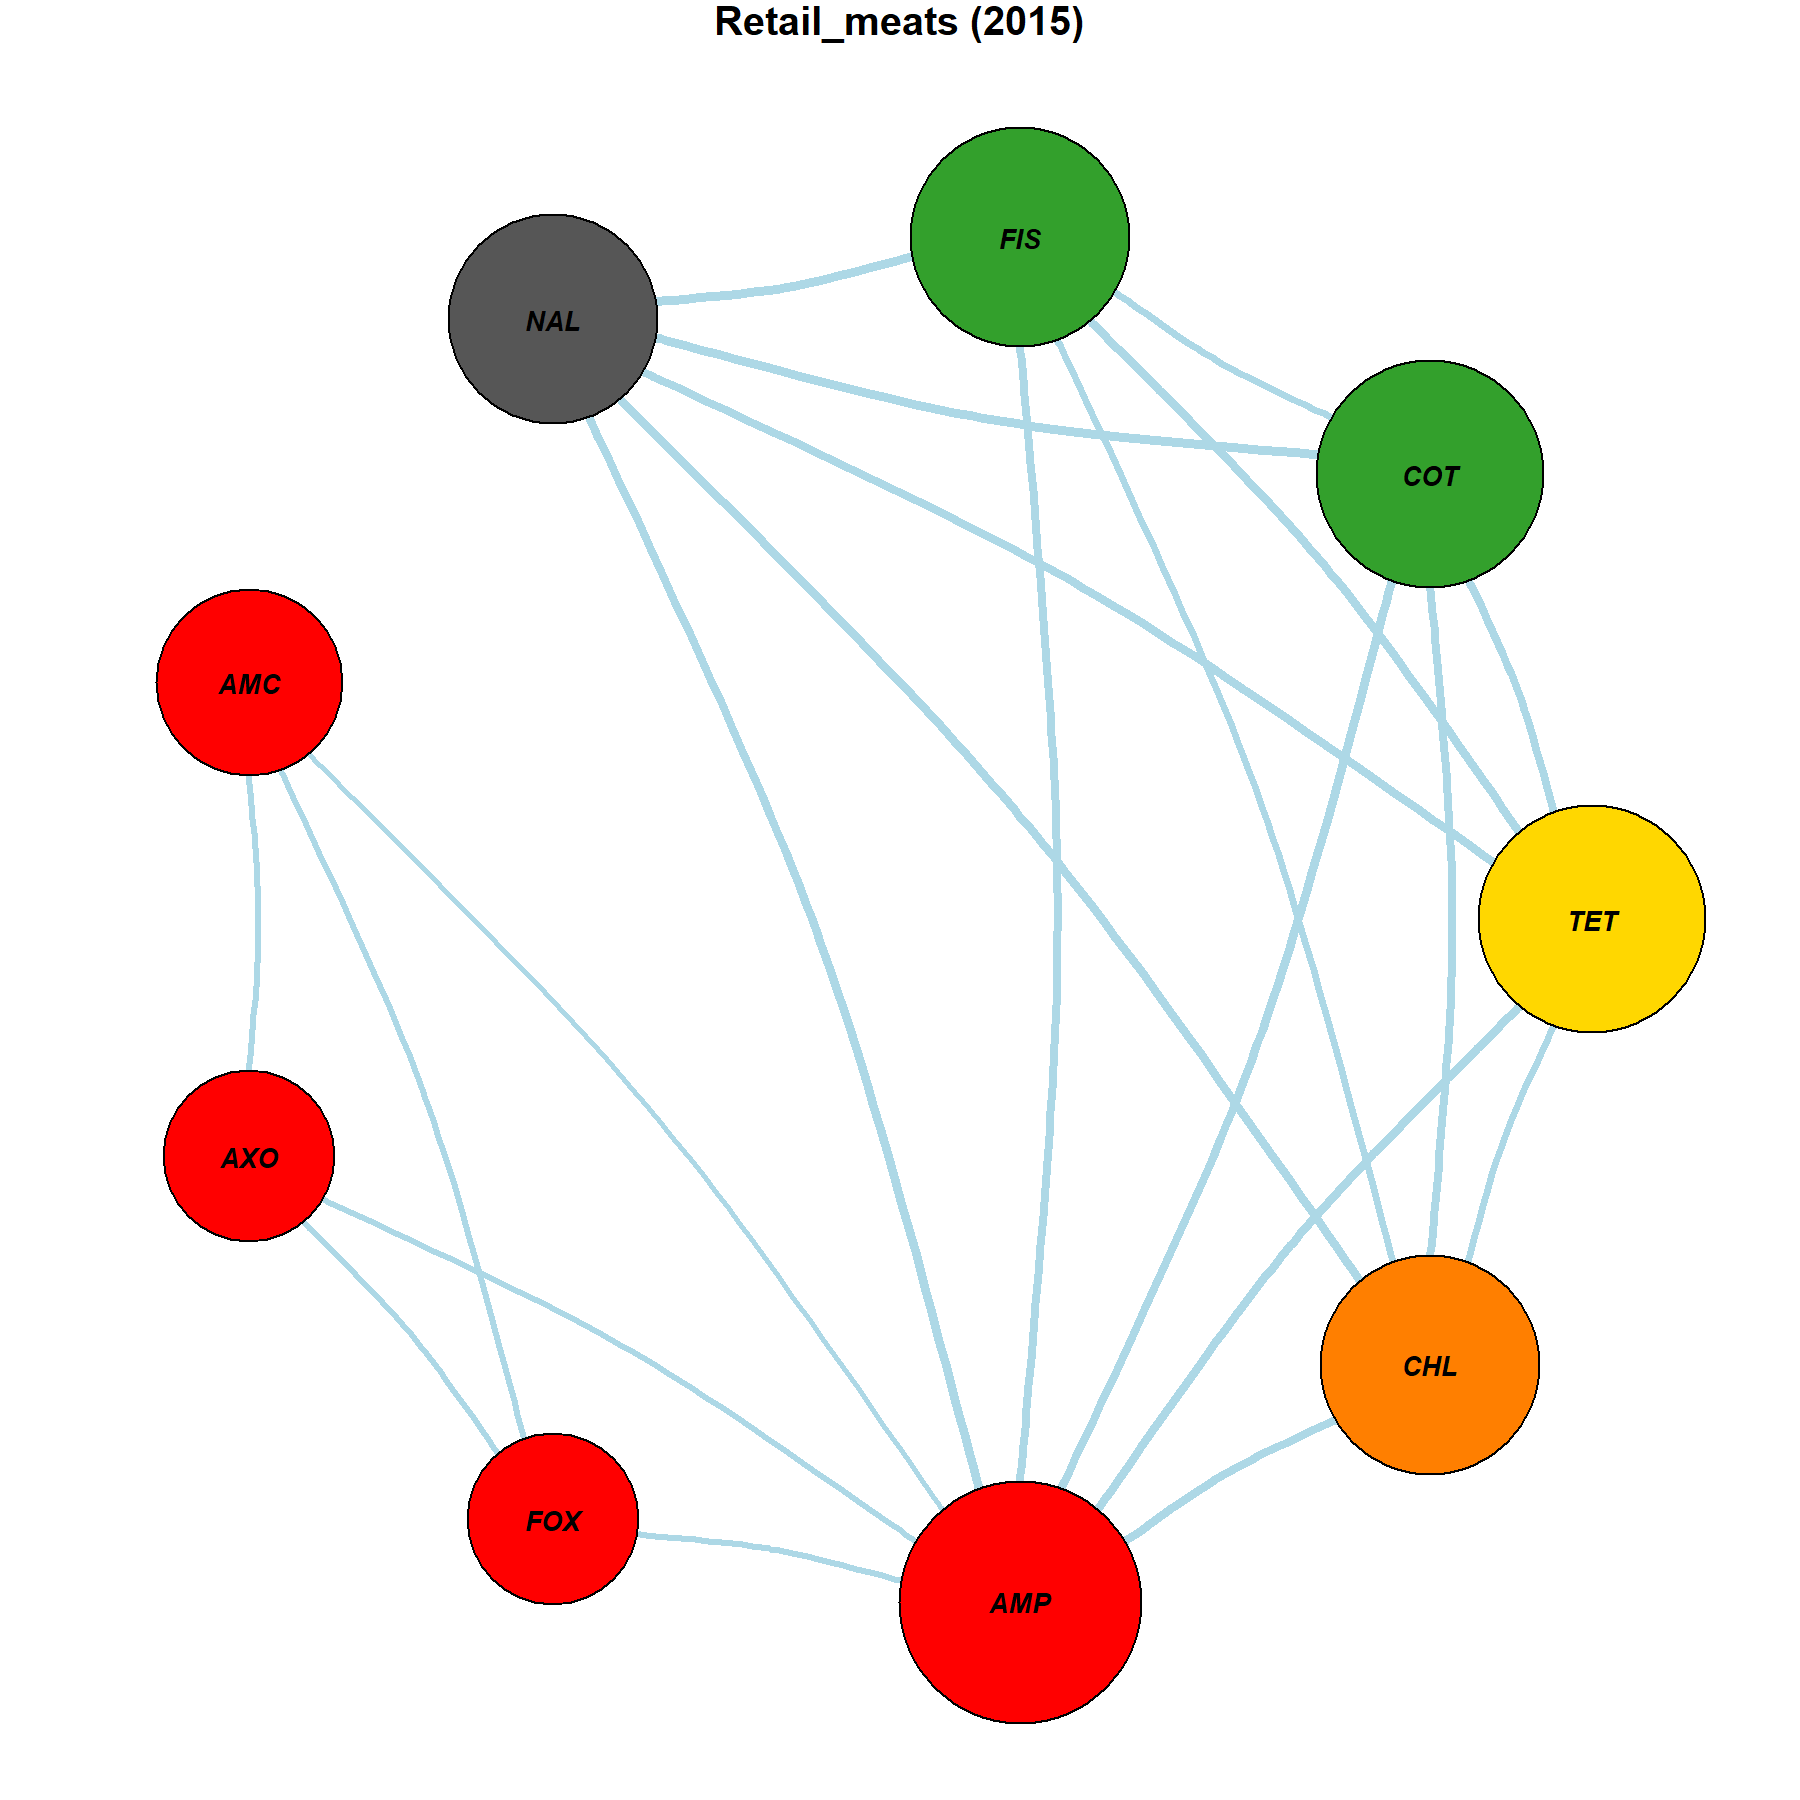 Retail_meats (2015)
FIS
NAL
COT
AMC
TET
AXO
CHL
FOX
AMP